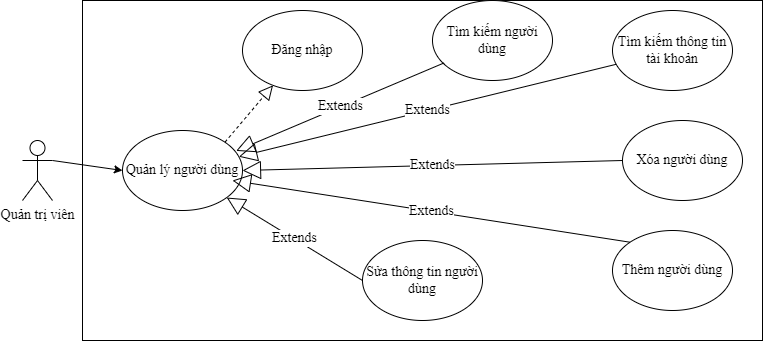 Đăng nhập
Tìm kiếm người
dùng
Tìm kiếm thông tin
tài khoản
Extends
Extends
Quản lý người dùng
Extends
Xóa người dùng
Quản trị viên
Extends
Extends
Sửa thông tin người
dùng
Thêm người dùng